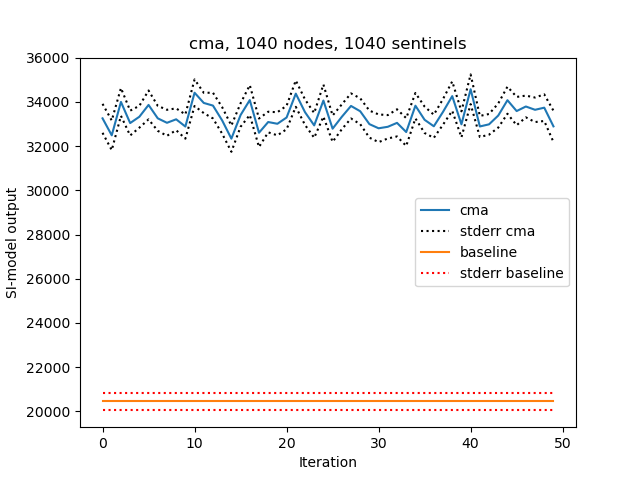 cma, 1040 nodes, 1040 sentinels
36000
34000
32000
30000
28000
26000
24000
22000
20000
SI-model output
cma
stderr cma
baseline
stderr baseline
0 10 20 30 40 50
Iteration